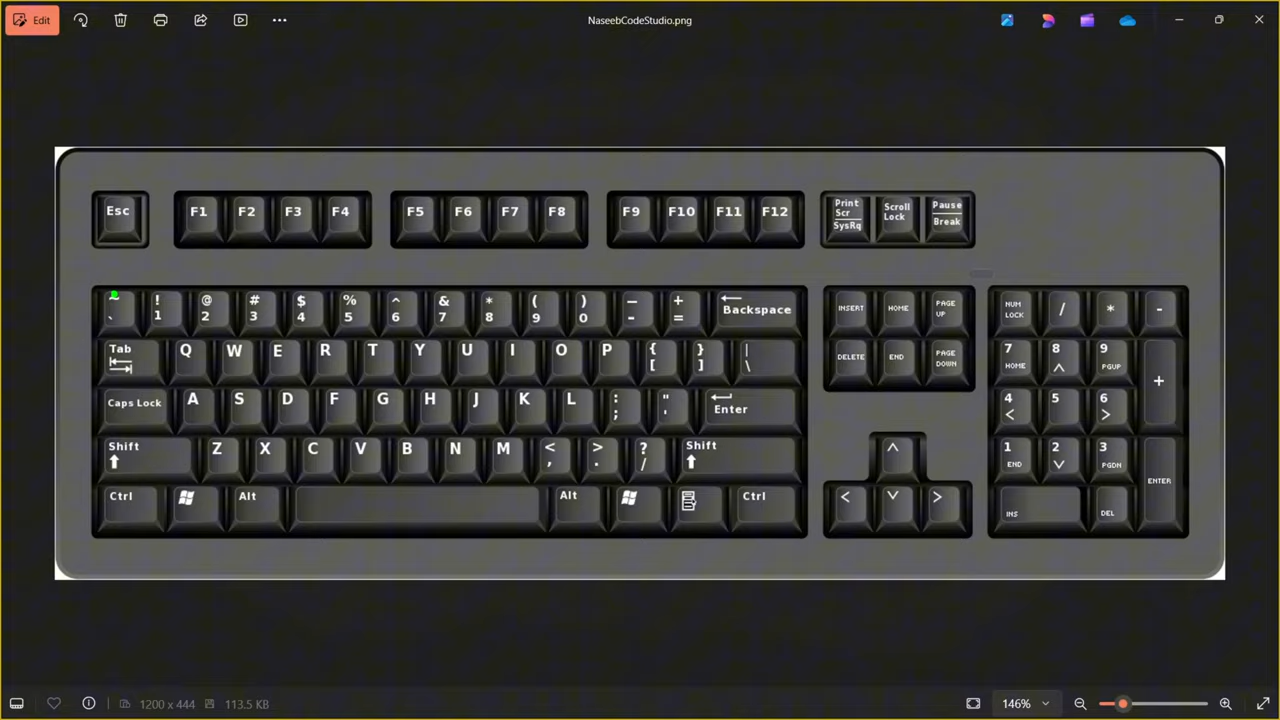 Edit
NaseebCodeStudio.png
Esc F1 F2 F3 F4 F5 F6 F7 F8 F9 F10 F11 F12 Print Scr SysRq Scroll Lock Pause Break
~ ` ! 1 @ 2 # 3 $ 4 % 5 ^ 6 & 7 * 8 ( 9 ) 0 — - + = Backspace INSERT HOME PAGE UP NUM LOCK / * -
Tab Q W E R T Y U I O P { [ } ] | \ DELETE END PAGE DOWN 7 HOME 8 ^ 9 PGUP +
Caps Lock A S D F G H J K L : ; " ' Enter 4 < 5 6 >
Shift Z X C V B N M < , > . ? / Shift ^ 1 END 2 v 3 PGDN ENTER
Ctrl Alt Alt Ctrl < v > INS DEL
1200 x 444 113.5 KB 146%